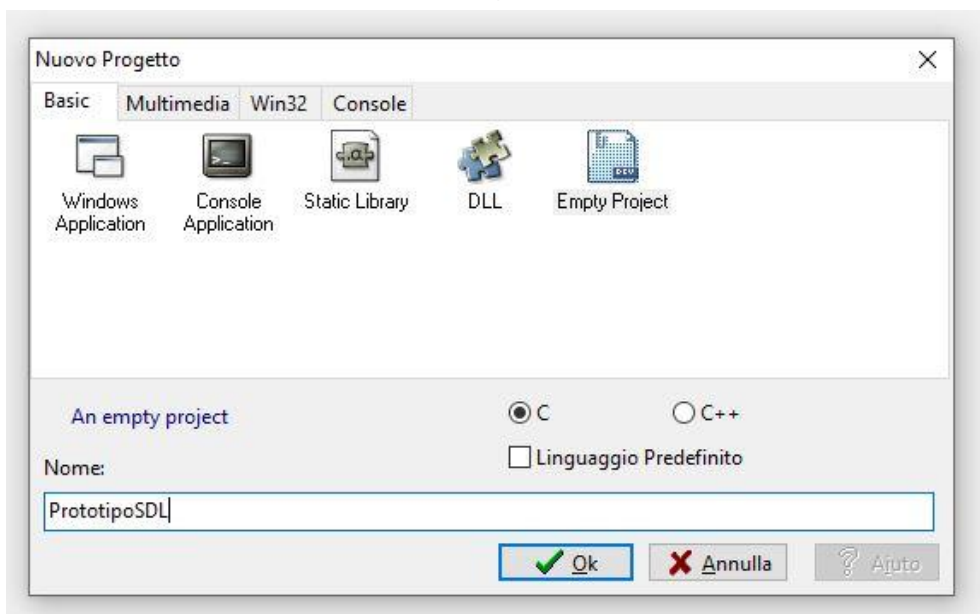 Nuovo Progetto
Basic Multimedia Win32 Console
Windows Application
Console Application
Static Library
DLL
Empty Project
An empty project
C C++
Linguaggio Predefinito
Nome:
PrototipoSDL
Ok Annulla Aiuto